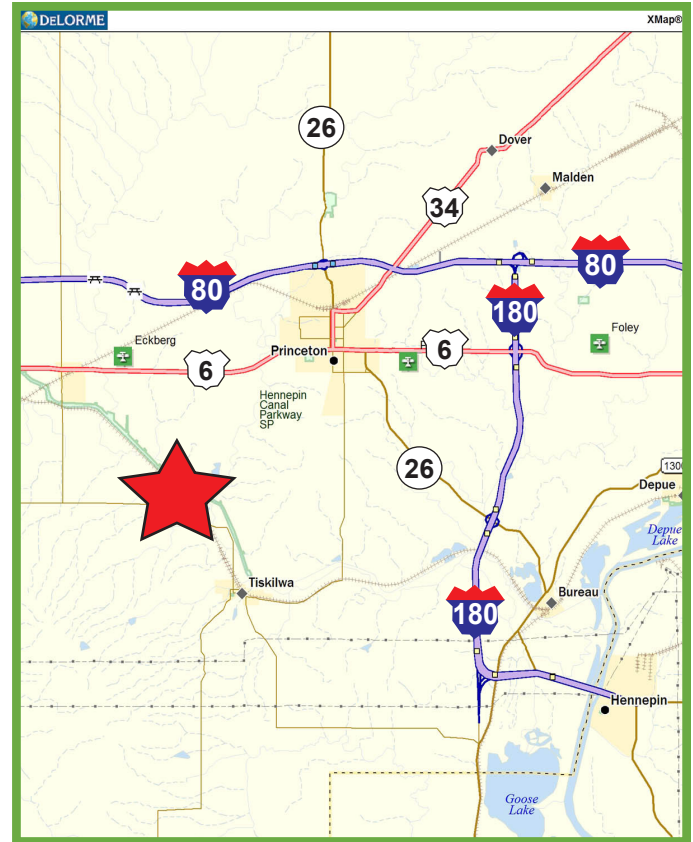 DELORME
XMap®
26
Dover
Malden
34
80
80
180
Foley
Eckberg
6
Princeton
6
Hennepin
Canal
Parkway
SP
26
130
Depue
Depue
Lake
Tiskilwa
Bureau
180
Hennepin
Goose
Lake